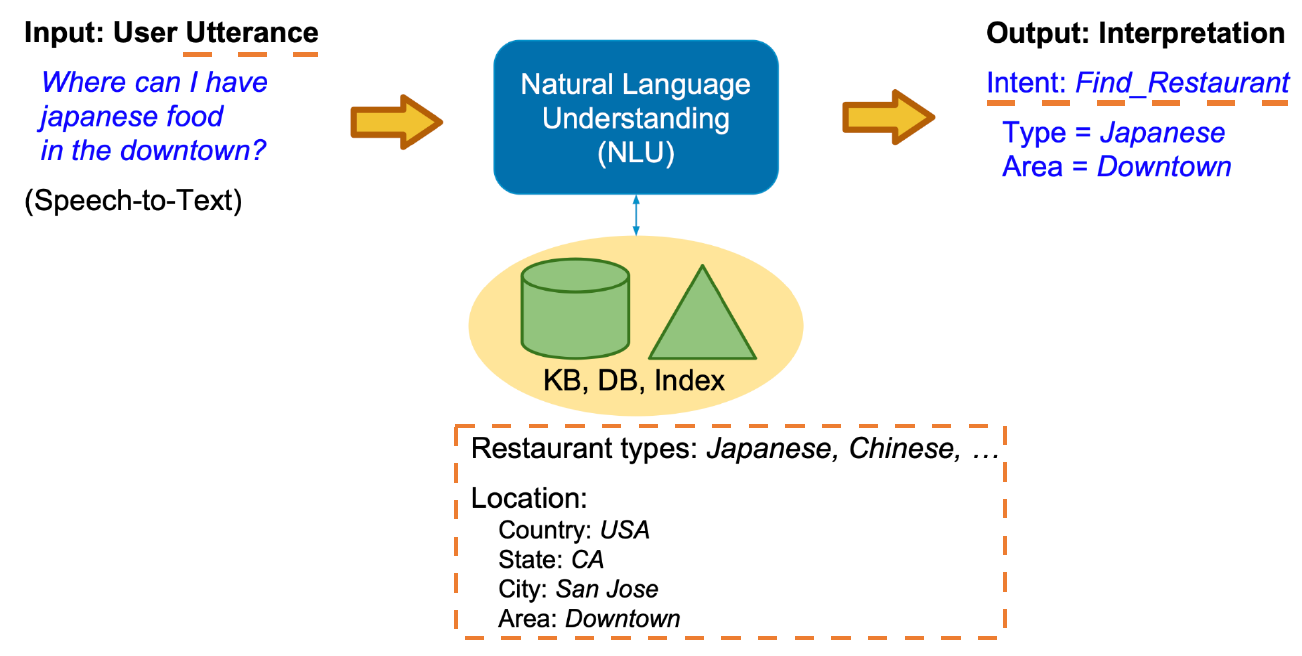 Input: User Utterance
Where can I have
japanese food
in the downtown?
(Speech-to-Text)
Natural Language
Understanding
(NLU)
Output: Interpretation
Intent: Find_Restaurant
Type = Japanese
Area = Downtown
KB, DB, Index
Restaurant types: Japanese, Chinese, …
Location:
Country: USA
State: CA
City: San Jose
Area: Downtown